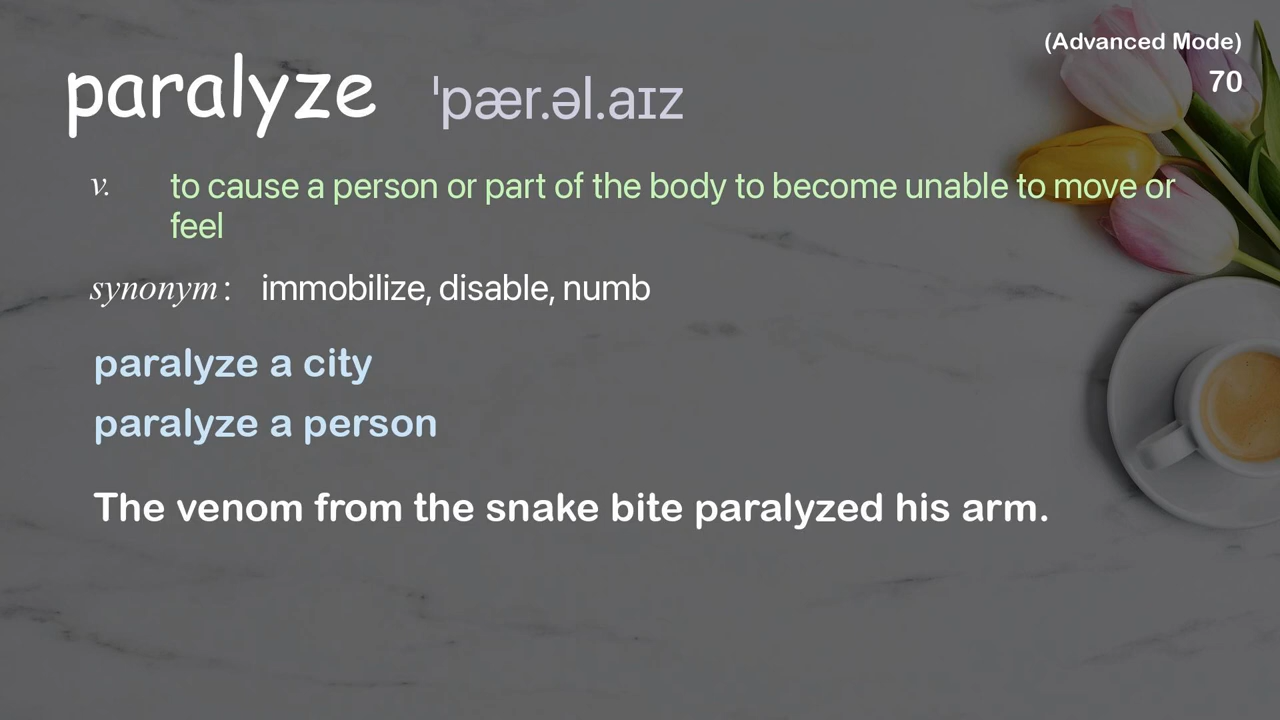 (Advanced Mode)
paralyze ˈpær.əl.aɪz
70
v. to cause a person or part of the body to become unable to move or
feel
synonym : immobilize, disable, numb
paralyze a city
paralyze a person
The venom from the snake bite paralyzed his arm.